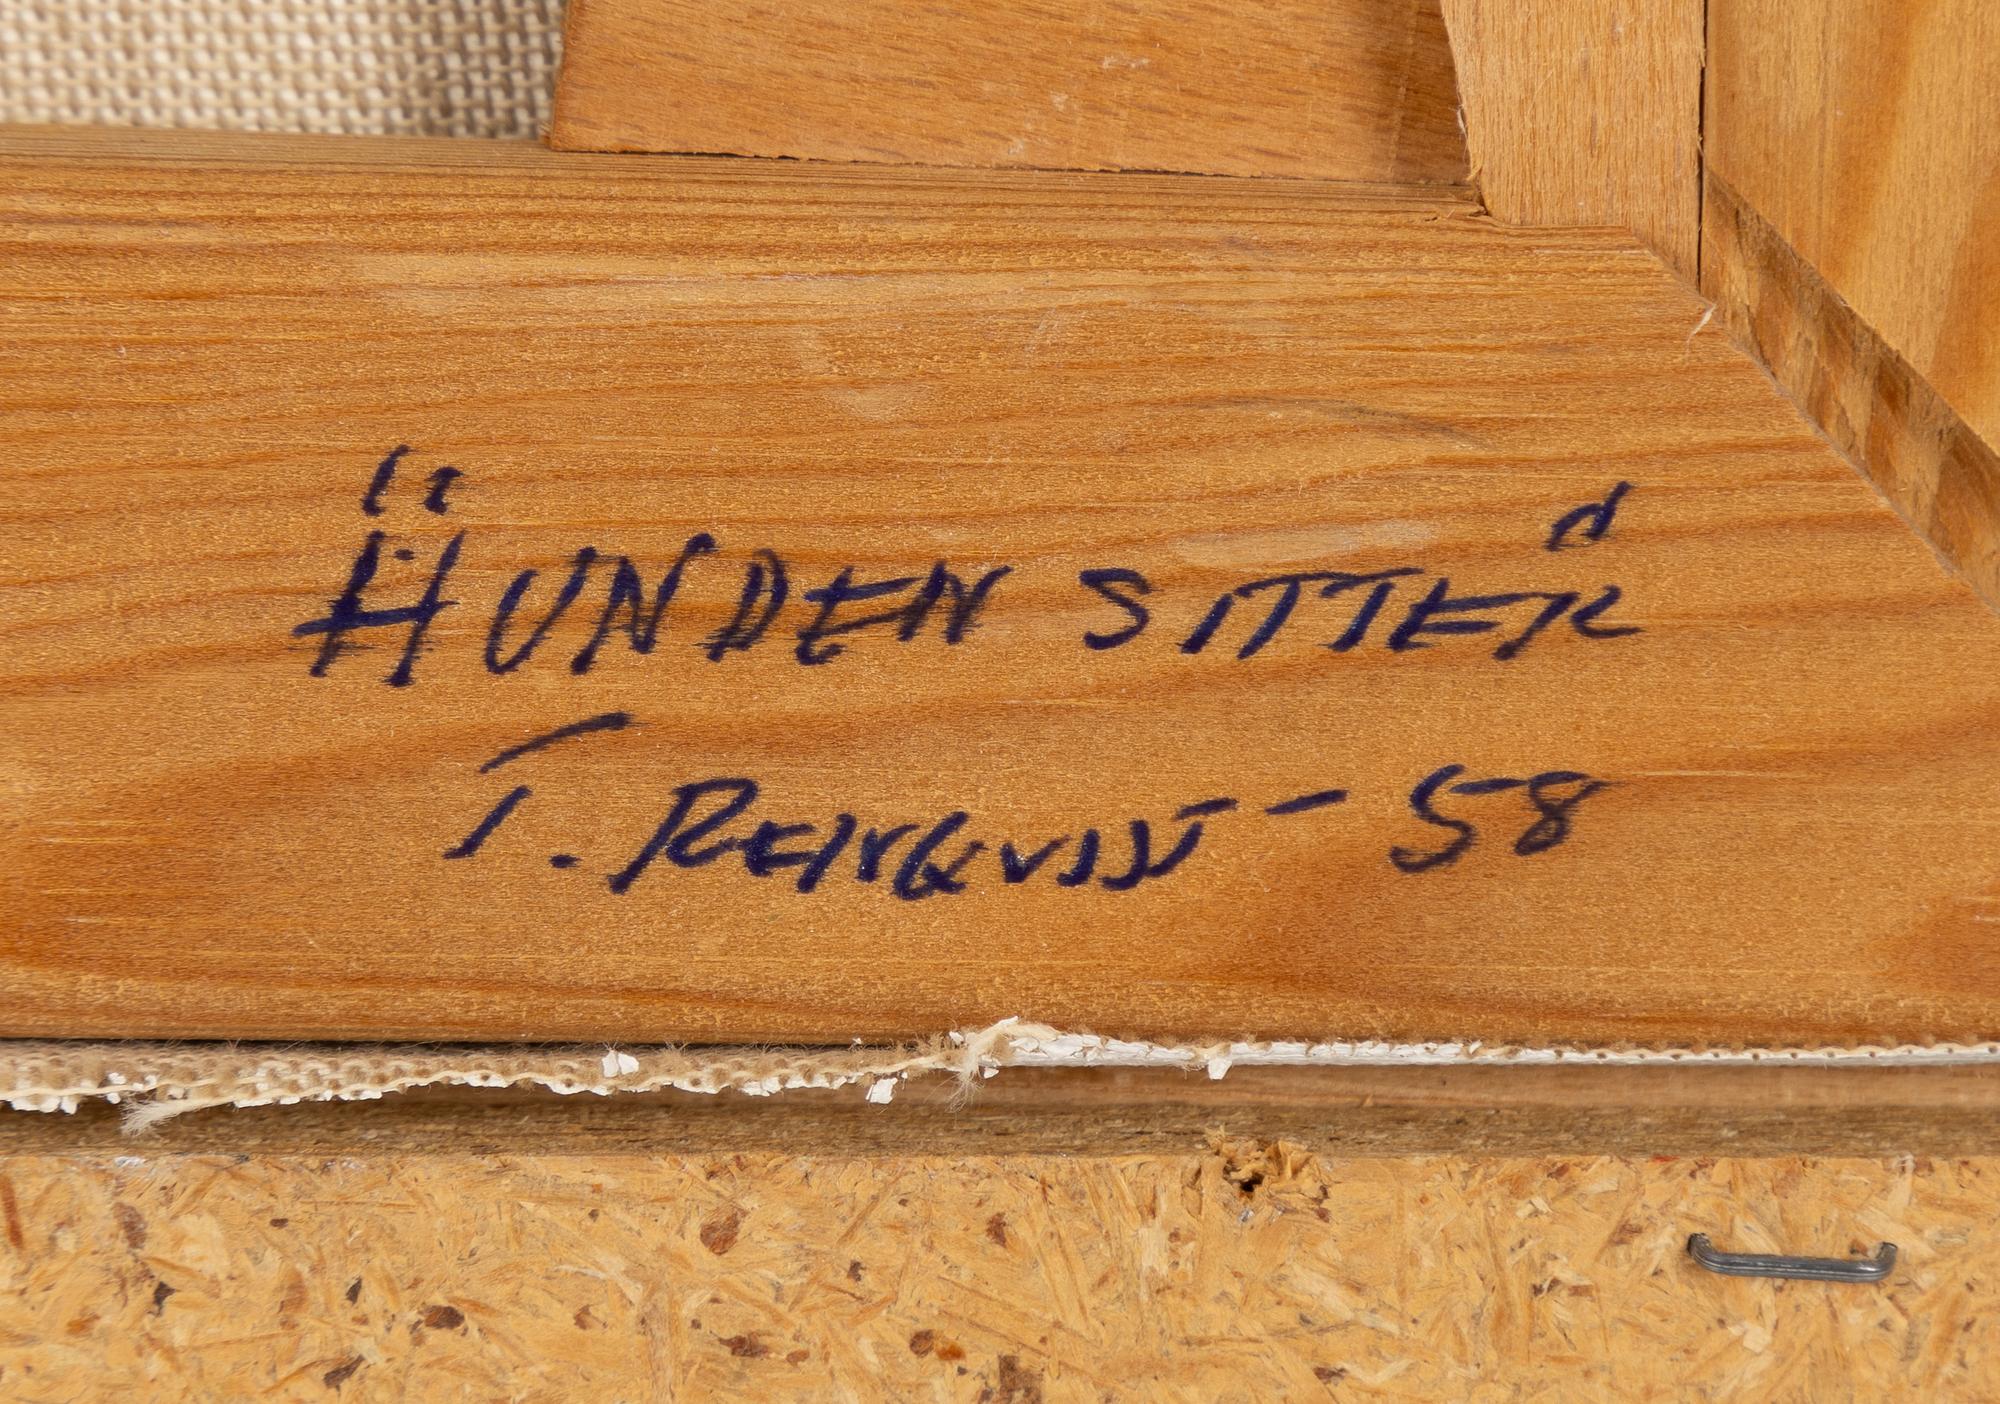 "HUNDEN SITTER"
T. RENQVIST - 58